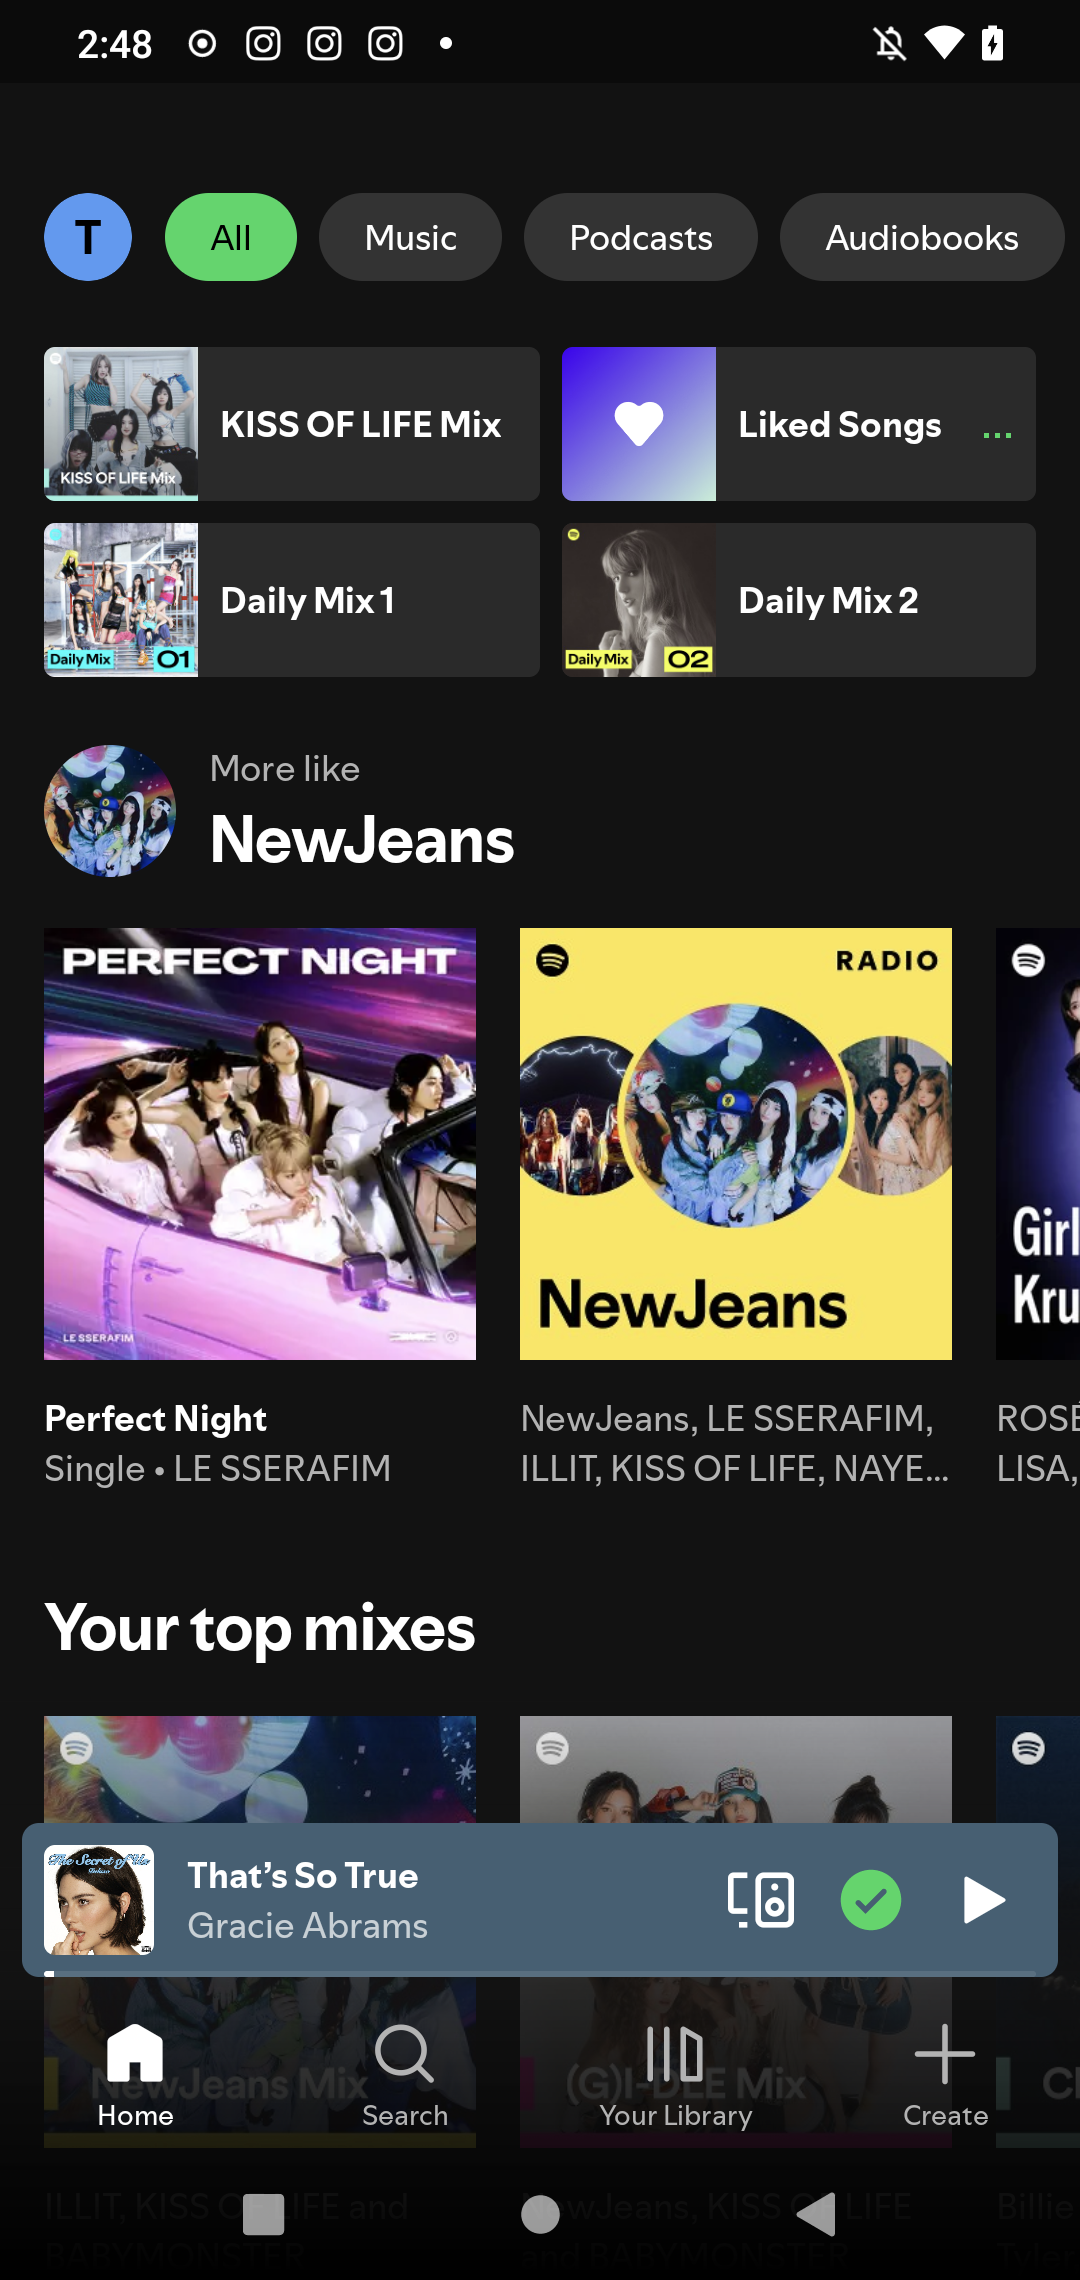 2:48
T
All
Music
Podcasts
Audiobooks
KISS OF LIFE Mix
KISS OF LIFE Mix
Liked Songs
Daily Mix
01
Daily Mix 1
Daily Mix
02
Daily Mix 2
More like
NewJeans
PERFECT NIGHT
LE SSERAFIM
RADIO
NewJeans
Girl
Kru
Perfect Night
Single • LE SSERAFIM
NewJeans, LE SSERAFIM,
ILLIT, KISS OF LIFE, NAYE...
ROSÉ
LISA,
Your top mixes
The Secret of Us
That's So True
Gracie Abrams
NewJeans Mix
(G)I-DLE Mix
Home
Search
Your Library
Create
ILLIT, KISS OF LIFE and
BABYMONSTER
NewJeans, KISS OF LIFE
and BABYMONSTER
Billie
Tyler